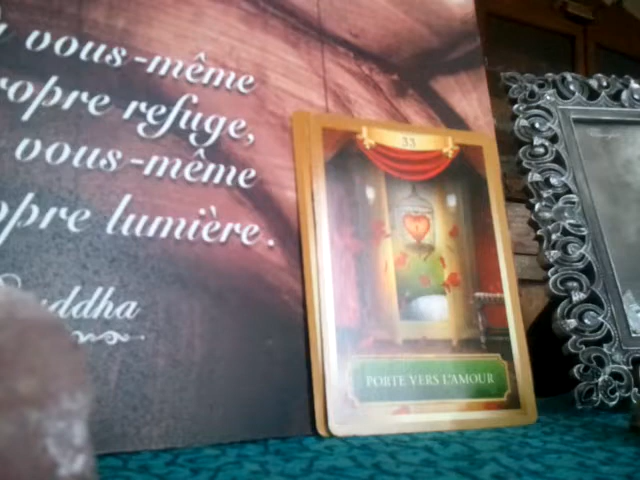 à vous-même
propre refuge,
vous-même
propre lumière.
Buddha
33
PORTE VERS L'AMOUR